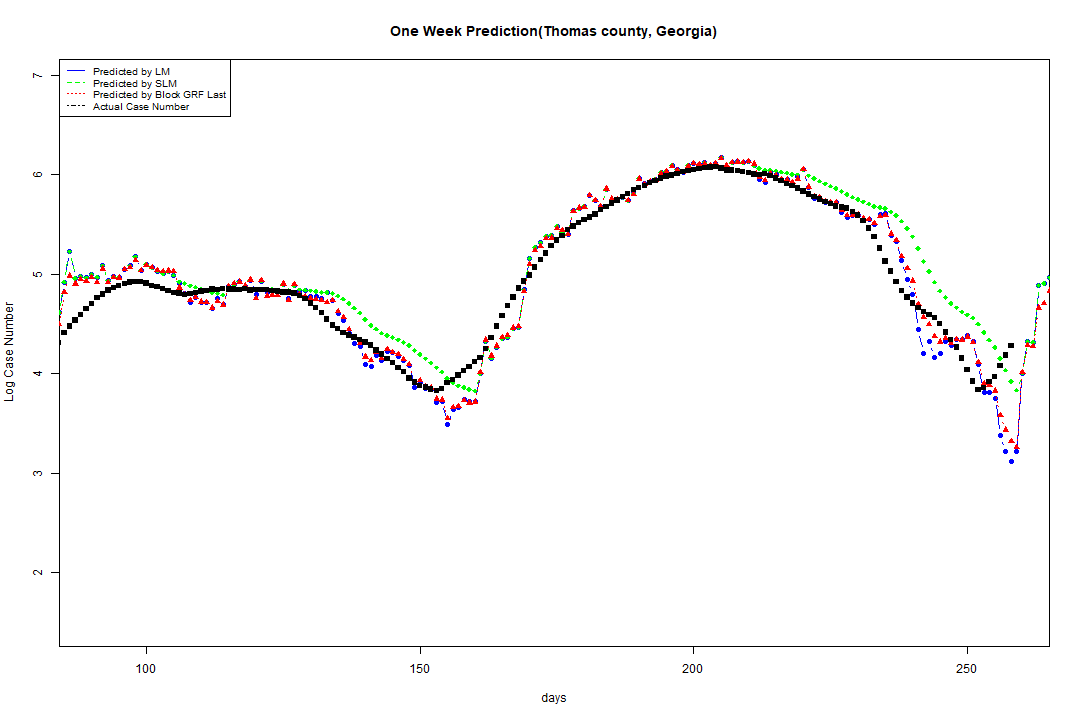 One Week Prediction(Thomas county, Georgia)
Predicted by LM
Predicted by SLM
Predicted by Block GRF Last
Actual Case Number
7
6
5
4
3
2
Log Case Number
100 150 200 250
days